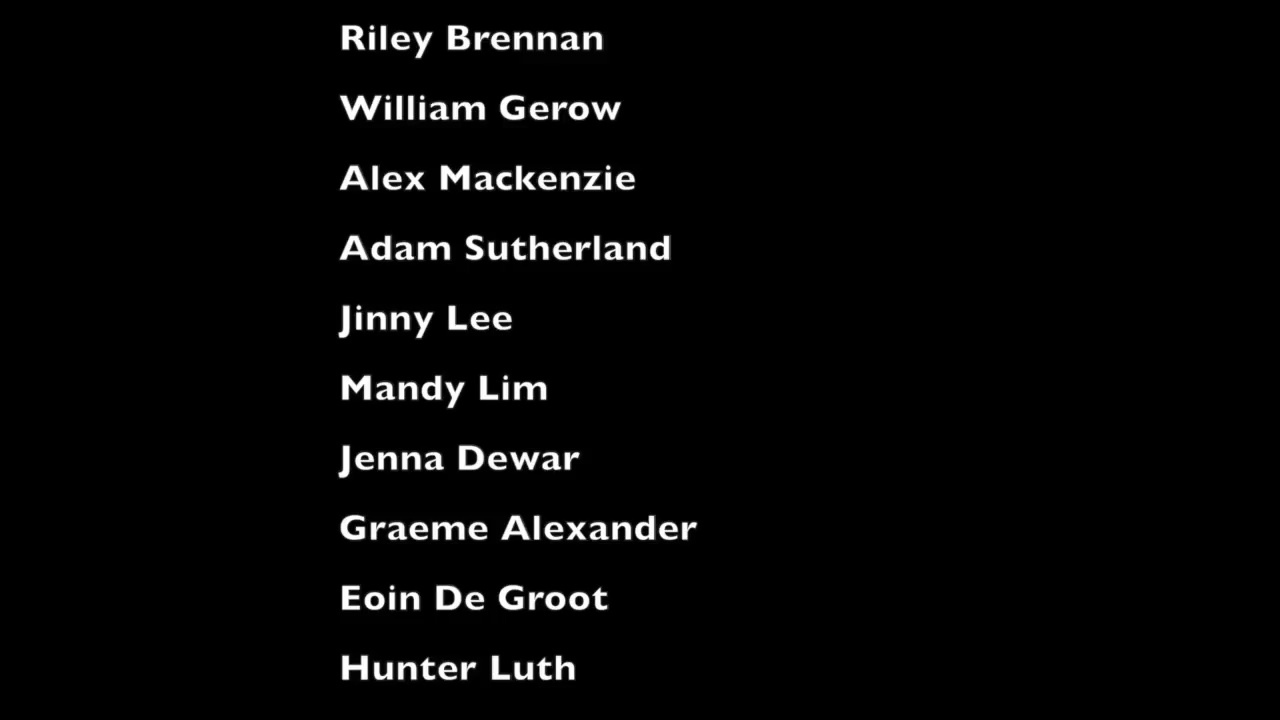 Riley Brennan
William Gerow
Alex Mackenzie
Adam Sutherland
Jinny Lee
Mandy Lim
Jenna Dewar
Graeme Alexander
Eoin De Groot
Hunter Luth